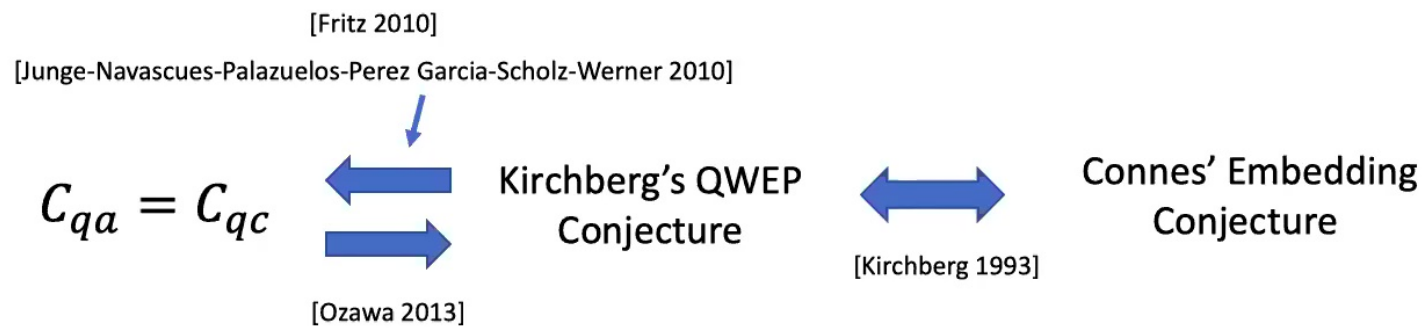 [Fritz 2010]
[Junge-Navascues-Palazuelos-Perez Garcia-Scholz-Werner 2010]
C_{qa} = C_{qc}
Kirchberg's QWEP
Conjecture
Connes' Embedding
Conjecture
[Kirchberg 1993]
[Ozawa 2013]